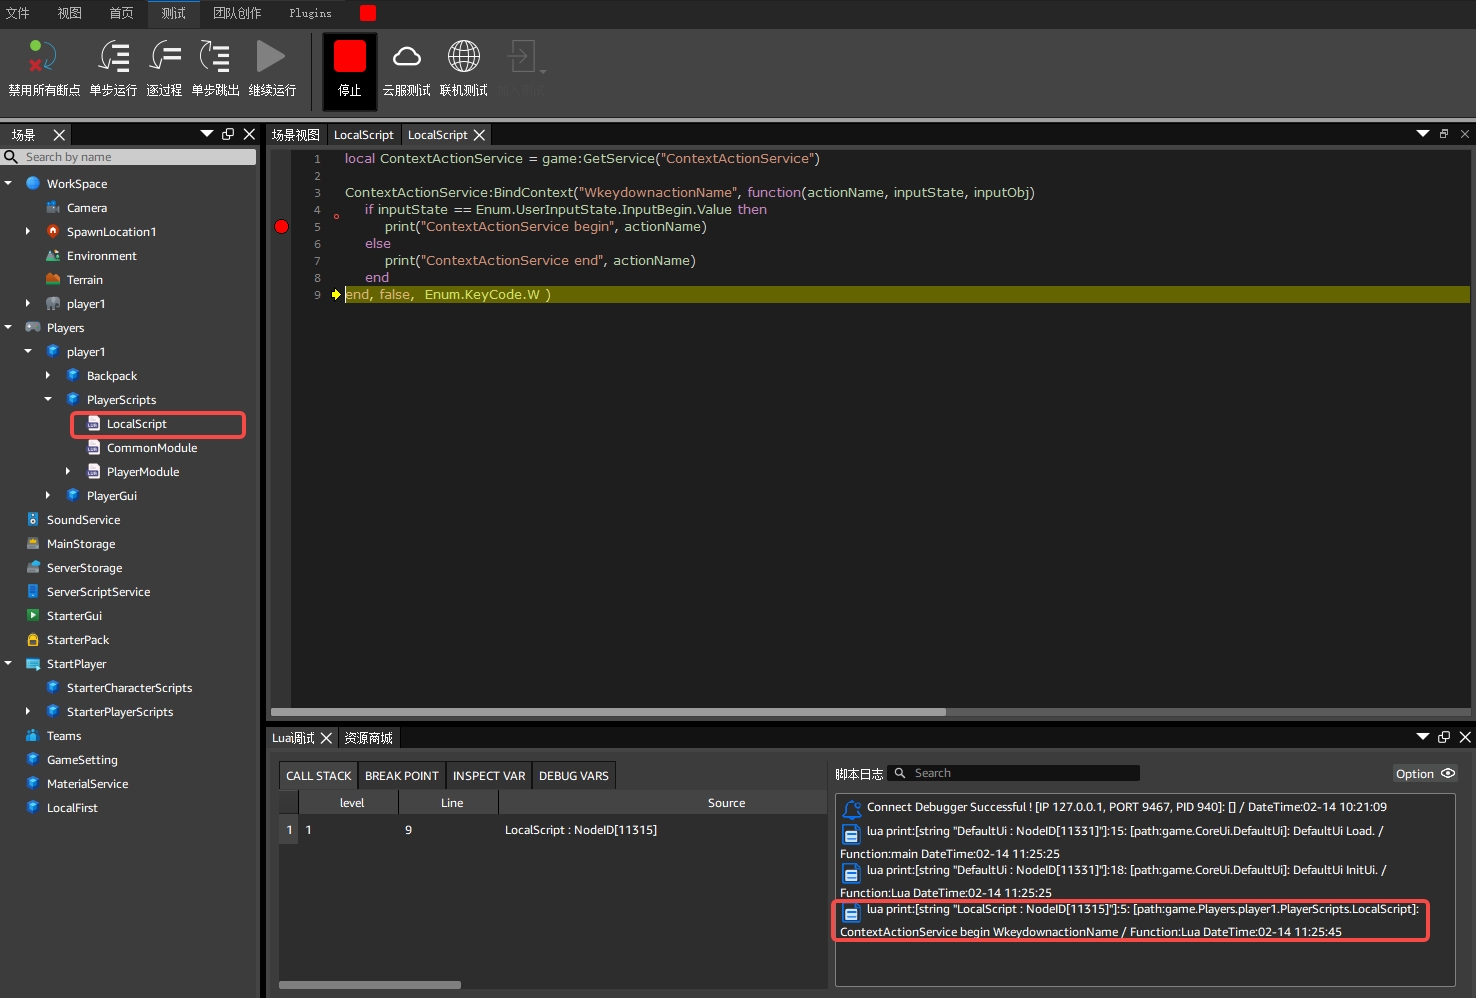 文件 视图 首页 测试 团队创作 Plugins
禁用所有断点 单步运行 逐过程 单步跳出 继续运行 停止 云服测试 联机测试
场景
Search by name
WorkSpace
Camera
SpawnLocation1
Environment
Terrain
player1
Players
player1
Backpack
PlayerScripts
LocalScript
CommonModule
PlayerModule
PlayerGui
SoundService
MainStorage
ServerStorage
ServerScriptService
StarterGui
StarterPack
StartPlayer
StarterCharacterScripts
StarterPlayerScripts
Teams
GameSetting
MaterialService
LocalFirst
场景视图 LocalScript LocalScript
1 local ContextActionService = game:GetService("ContextActionService")
2
3 ContextActionService:BindContext("WkeydownactionName", function(actionName, inputState, inputObj)
4 if inputState == Enum.UserInputState.InputBegin.Value then
5 print("ContextActionService begin", actionName)
6 else
7 print("ContextActionService end", actionName)
8 end
9 end, false, Enum.KeyCode.W )
Lua调试 资源商城
CALL STACK BREAK POINT INSPECT VAR DEBUG VARS
level Line Source
1 1 9 LocalScript : NodeID[11315]
脚本日志 Search Option
Connect Debugger Successful ! [IP 127.0.0.1, PORT 9467, PID 940]: [] / DateTime:02-14 10:21:09
lua print:[string "DefaultUi : NodeID[11331]"]:15: [path:game.CoreUi.DefaultUi]: DefaultUi Load. /
Function:main DateTime:02-14 11:25:25
lua print:[string "DefaultUi : NodeID[11331]"]:18: [path:game.CoreUi.DefaultUi]: DefaultUi InitUi. /
Function:Lua DateTime:02-14 11:25:25
lua print:[string "LocalScript : NodeID[11315]"]:5: [path:game.Players.player1.PlayerScripts.LocalScript]:
ContextActionService begin WkeydownactionName / Function:Lua DateTime:02-14 11:25:45